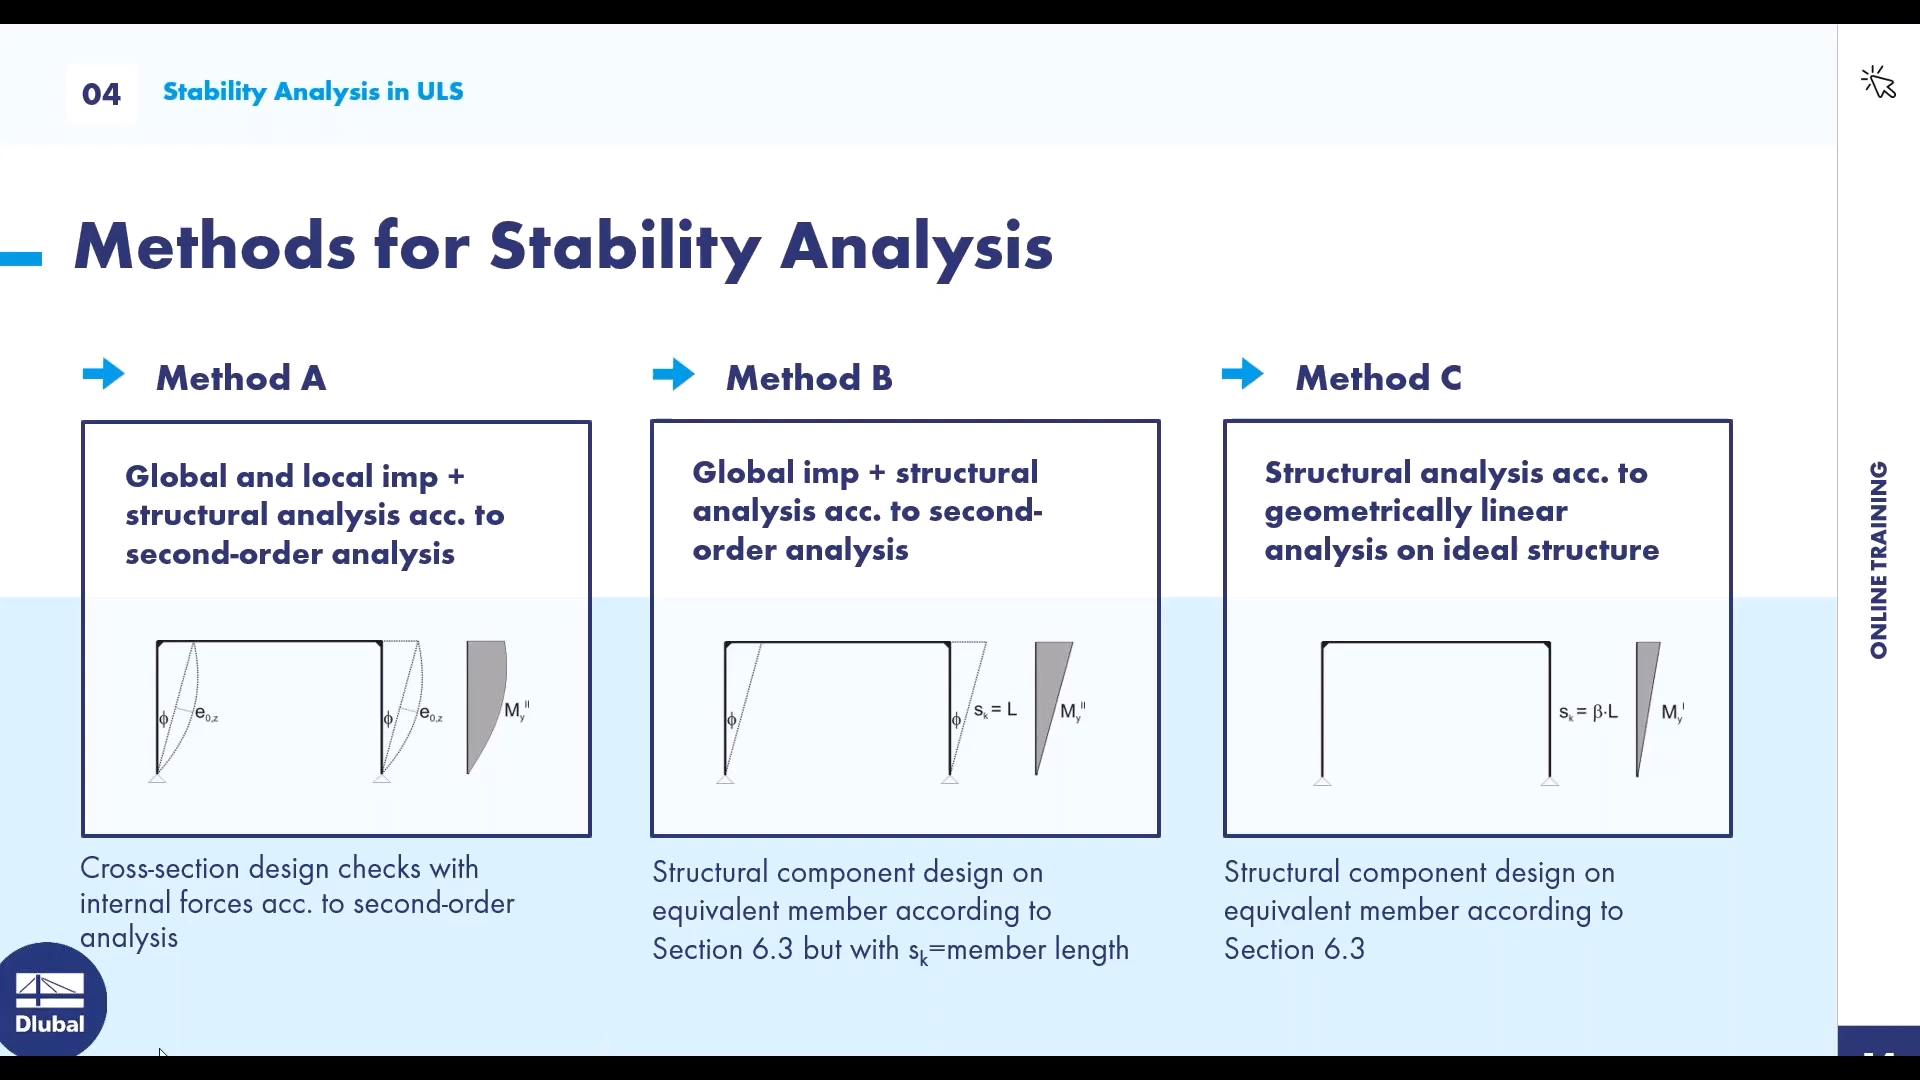 04
Stability Analysis in ULS
Methods for Stability Analysis
Method A
Global and local imp +
structural analysis acc. to
second-order analysis
ϕ
e0,z
ϕ
e0,z
MyII
Cross-section design checks with
internal forces acc. to second-order
analysis
Method B
Global imp + structural
analysis acc. to second-
order analysis
ϕ
ϕ
sk = L
MyII
Structural component design on
equivalent member according to
Section 6.3 but with sk=member length
Method C
Structural analysis acc. to
geometrically linear
analysis on ideal structure
sk = β·L
MyI
Structural component design on
equivalent member according to
Section 6.3
ONLINE TRAINING
Dlubal